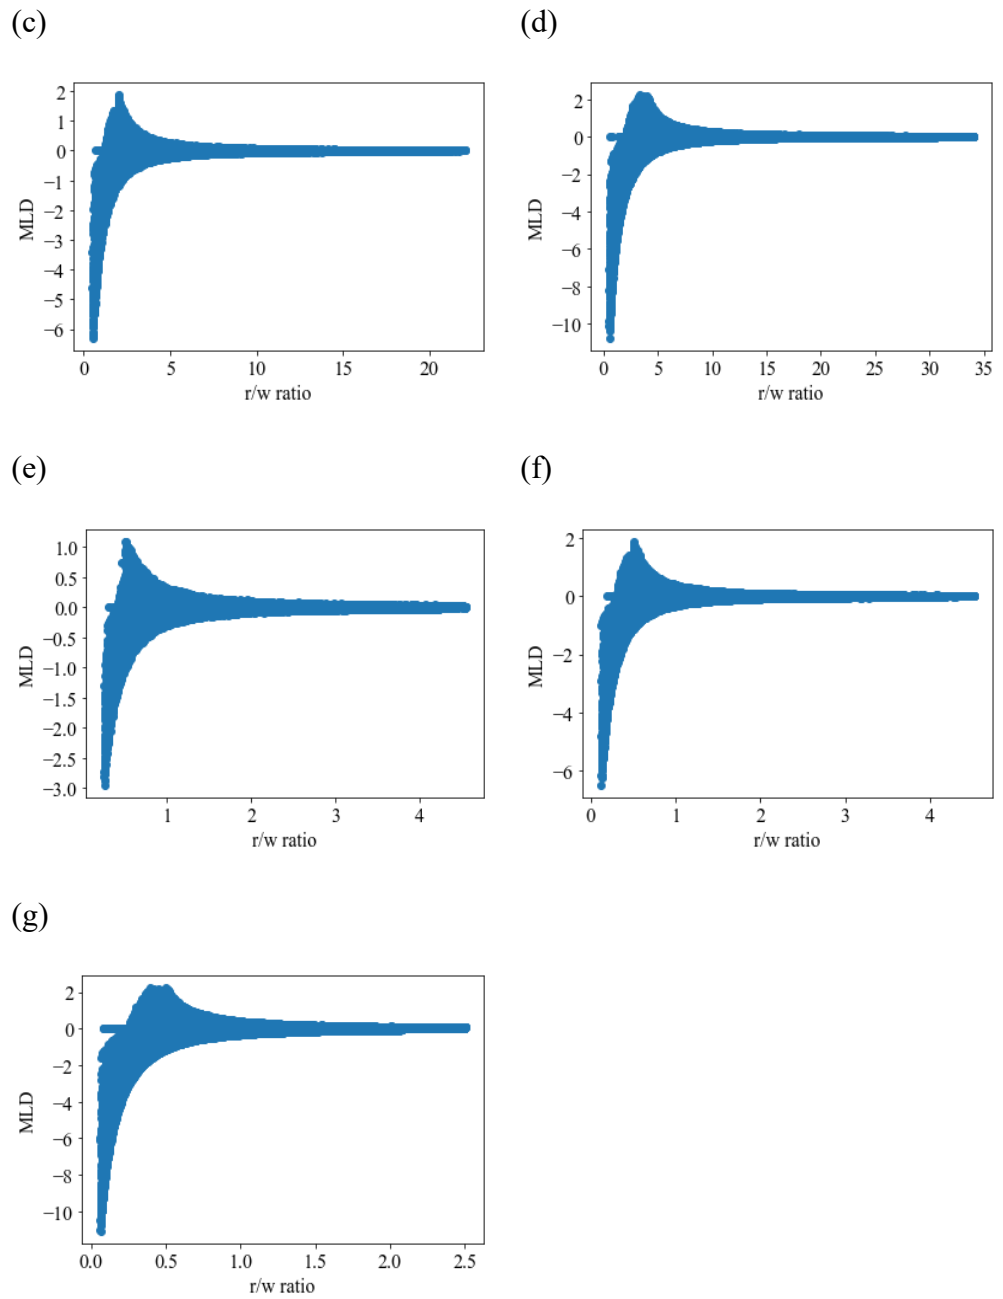 (c)
(d)
2
1
0
−1
−2
−3
−4
−5
−6
MLD
0 5 10 15 20
r/w ratio
2
0
−2
−4
−6
−8
−10
MLD
0 5 10 15 20 25 30 35
r/w ratio
(e)
(f)
1.0
0.5
0.0
−0.5
−1.0
−1.5
−2.0
−2.5
−3.0
MLD
1 2 3 4
r/w ratio
2
0
−2
−4
−6
MLD
0 1 2 3 4
r/w ratio
(g)
2
0
−2
−4
−6
−8
−10
MLD
0.0 0.5 1.0 1.5 2.0 2.5
r/w ratio